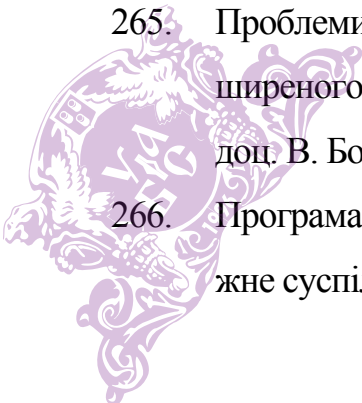 265. Проблеми
ширеного
доц. В. Бо
266. Програма
жне суспіл